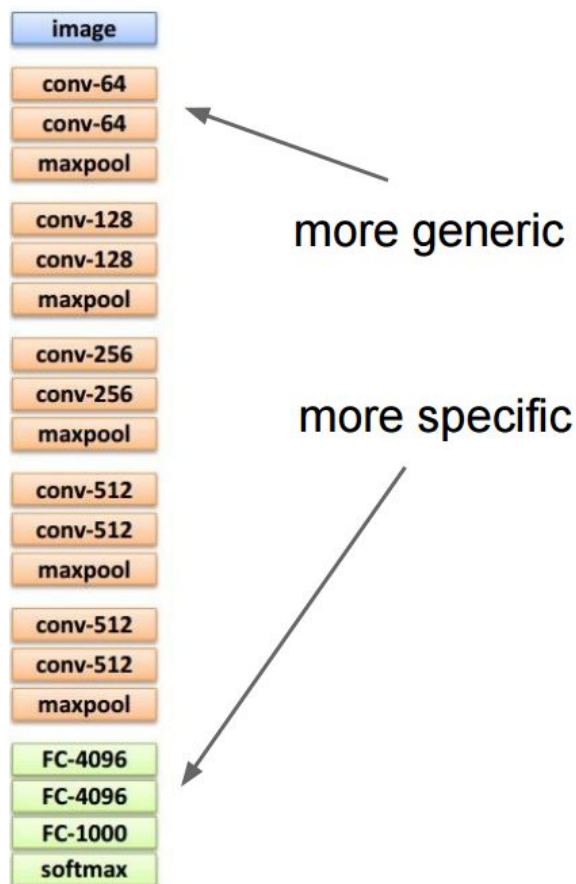 image
conv-64
conv-64
maxpool
conv-128
conv-128
maxpool
conv-256
conv-256
maxpool
conv-512
conv-512
maxpool
conv-512
conv-512
maxpool
FC-4096
FC-4096
FC-1000
softmax
more generic
more specific